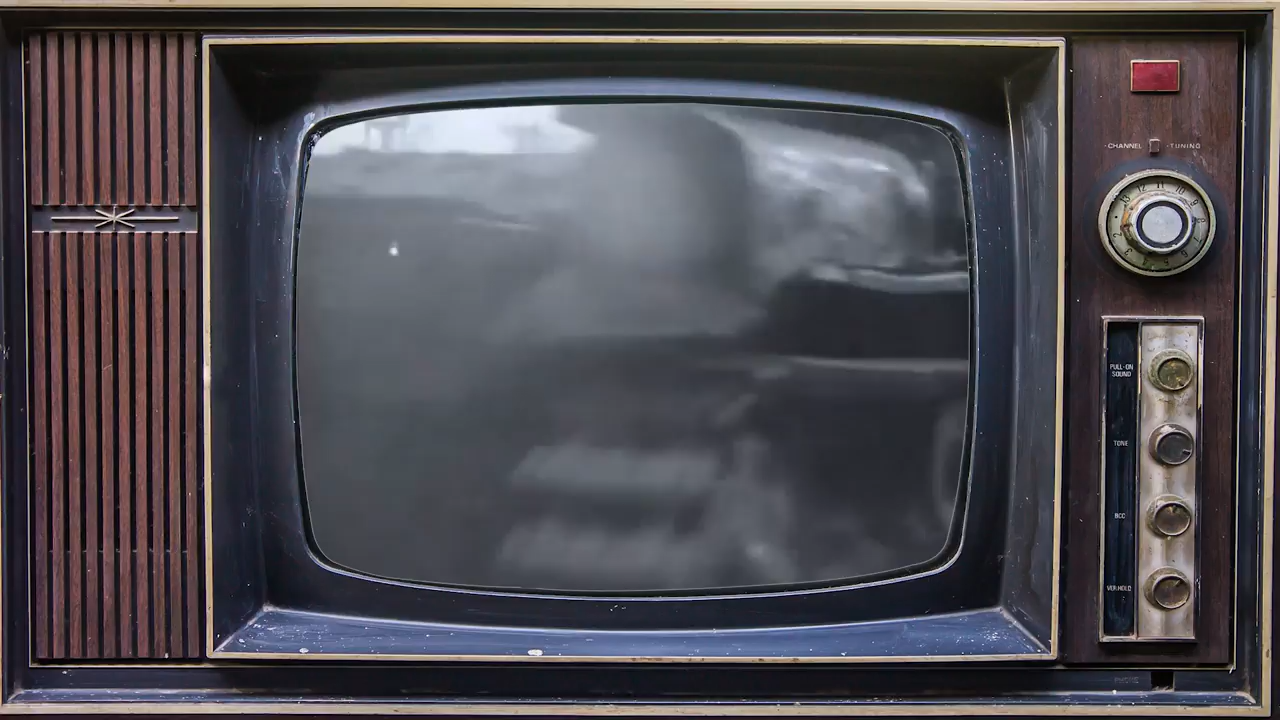 -CHANNEL -TUNING
PULL-ON
SOUND
TONE
BCC
VER.HOLD